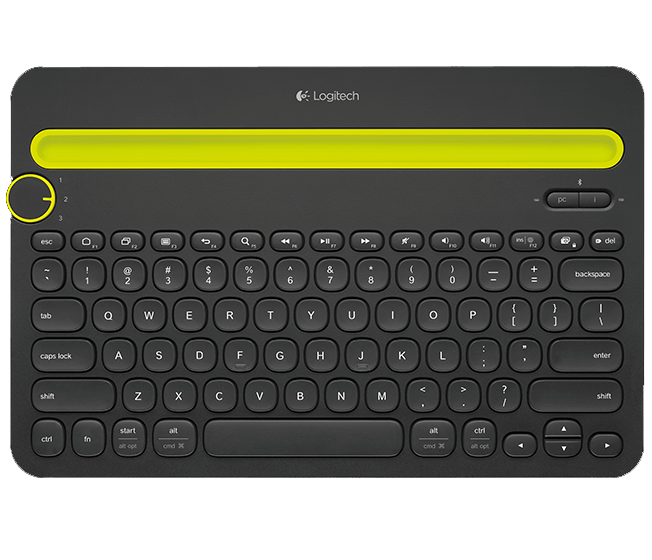 Logitech
1
2
3
pc i
esc F1 F2 F3 F4 F5 F6 F7 F8 F9 F10 F11 ins F12 del
~ ! @ # $ % ^ & * ( ) — +
` 1 2 3 4 5 6 7 8 9 0 - = backspace
tab Q W E R T Y U I O P { [ } ] | \
caps lock A S D F G H J K L : ; " ' enter
shift Z X C V B N M < , > . ? / shift
ctrl fn start alt alt ctrl
alt opt cmd ⌘ cmd ⌘ alt opt